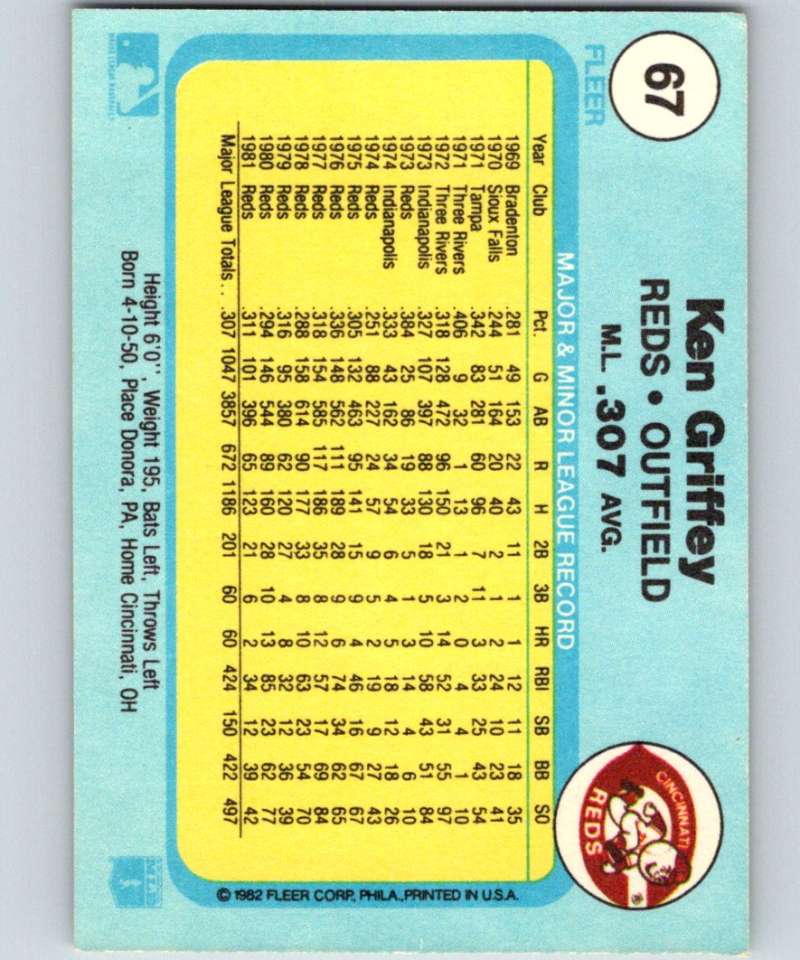 67
FLEER
Ken Griffey
REDS • OUTFIELD
M.L. .307 AVG.
CINCINNATI
REDS
MAJOR & MINOR LEAGUE RECORD
Year Club Pct. G AB R H 2B 3B HR RBI SB BB SO
1969 Bradenton .281 49 153 22 43 11 1 1 12 11 18 35
1970 Sioux Falls .244 51 164 20 40 2 1 2 24 10 23 41
1971 Tampa .342 83 281 60 96 7 11 3 33 25 43 54
1971 Three Rivers .406 9 32 1 13 1 2 0 4 4 1 10
1972 Three Rivers .318 128 472 96 150 21 3 14 52 31 55 97
1973 Indianapolis .327 107 397 88 130 18 5 10 58 43 51 84
1973 Reds .384 25 86 19 33 5 1 3 14 4 6 10
1974 Indianapolis .333 43 162 34 54 6 4 5 18 12 18 26
1974 Reds .251 88 227 24 57 9 5 2 19 9 27 43
1975 Reds .305 132 463 95 141 15 9 4 46 16 67 67
1976 Reds .336 148 562 111 189 28 9 6 74 34 62 65
1977 Reds .318 154 585 117 186 35 8 12 57 17 69 84
1978 Reds .288 158 614 90 177 33 8 10 63 23 54 70
1979 Reds .316 95 380 62 120 27 4 8 32 12 36 39
1980 Reds .294 146 544 89 160 28 10 13 85 23 62 77
1981 Reds .311 101 396 65 123 21 6 2 34 12 39 42
Major League Totals . . .307 1047 3857 672 1186 201 60 60 424 150 422 497
Height 6'0'', Weight 195, Bats Left, Throws Left
Born 4-10-50, Place Donora, PA, Home Cincinnati, OH
© 1982 FLEER CORP., PHILA., PRINTED IN U.S.A.